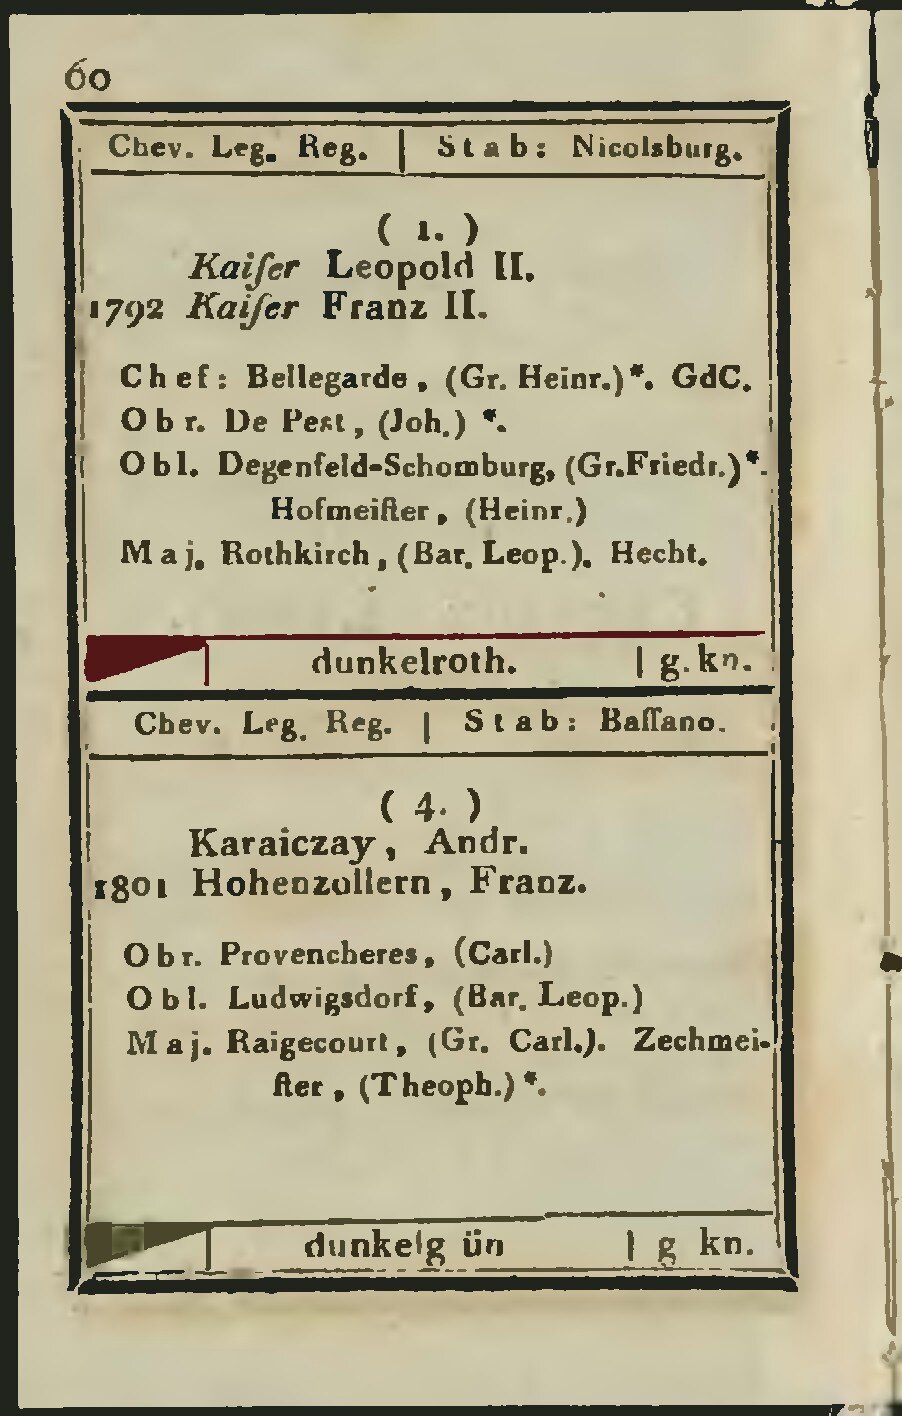 60
Chev. Leg. Reg. | Stab: Nicolsburg.
( 1. )
Kaiſer Leopold II.
1792 Kaiſer Franz II.
Chef: Bellegarde, (Gr. Heinr.)*. GdC.
Obr. De Pest, (Joh.) *.
Obl. Degenfeld-Schomburg, (Gr. Friedr.)*.
Hofmeiſter, (Heinr.)
Maj. Rothkirch, (Bar. Leop.). Hecht.
dunkelroth. | g. kn.
Chev. Leg. Reg. | Stab: Baſſano.
( 4. )
Karaiczay, Andr.
1801 Hohenzollern, Franz.
Obr. Provencheres, (Carl.)
Obl. Ludwigsdorf, (Bar. Leop.)
Maj. Raigecourt, (Gr. Carl.). Zechmei-
ſter, (Theoph.) *.
dunkelg ün | g kn.